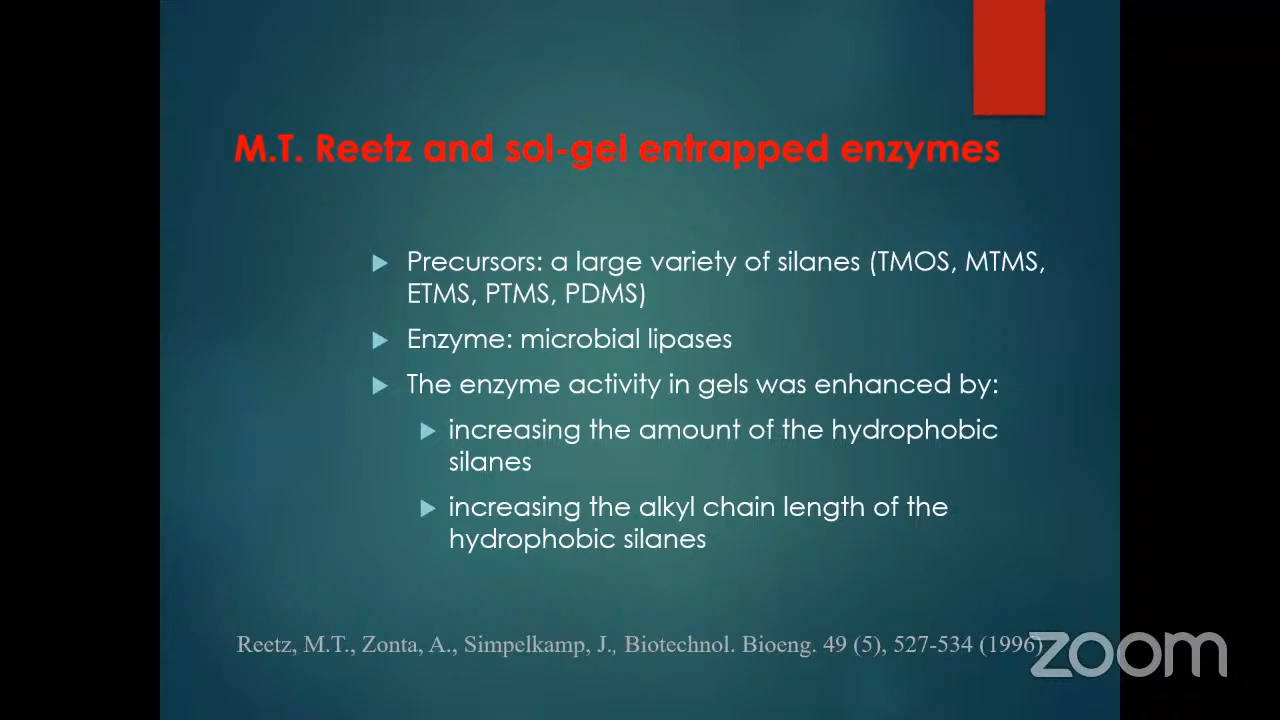 M.T. Reetz and sol-gel entrapped enzymes
Precursors: a large variety of silanes (TMOS, MTMS,
ETMS, PTMS, PDMS)
Enzyme: microbial lipases
The enzyme activity in gels was enhanced by:
increasing the amount of the hydrophobic
silanes
increasing the alkyl chain length of the
hydrophobic silanes
Reetz, M.T., Zonta, A., Simpelkamp, J., Biotechnol. Bioeng. 49 (5), 527-534 (1996)
zoom